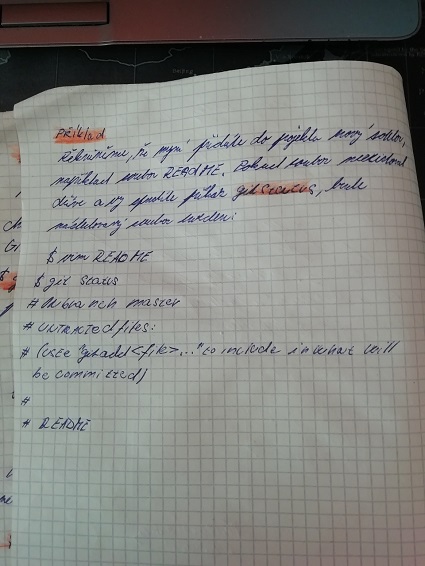 Příklad
Řekněme, že nyní přidáte do projektu nový soubor,
například soubor README. Pokud soubor neexistoval
dříve a vy spustíte příkaz git status, bude
nesledovaný soubor uveden:
$ vim README
$ git status
# On branch master
# untracted files:
# (use "git add <file>..." to include in what will
be committed)
#
# README